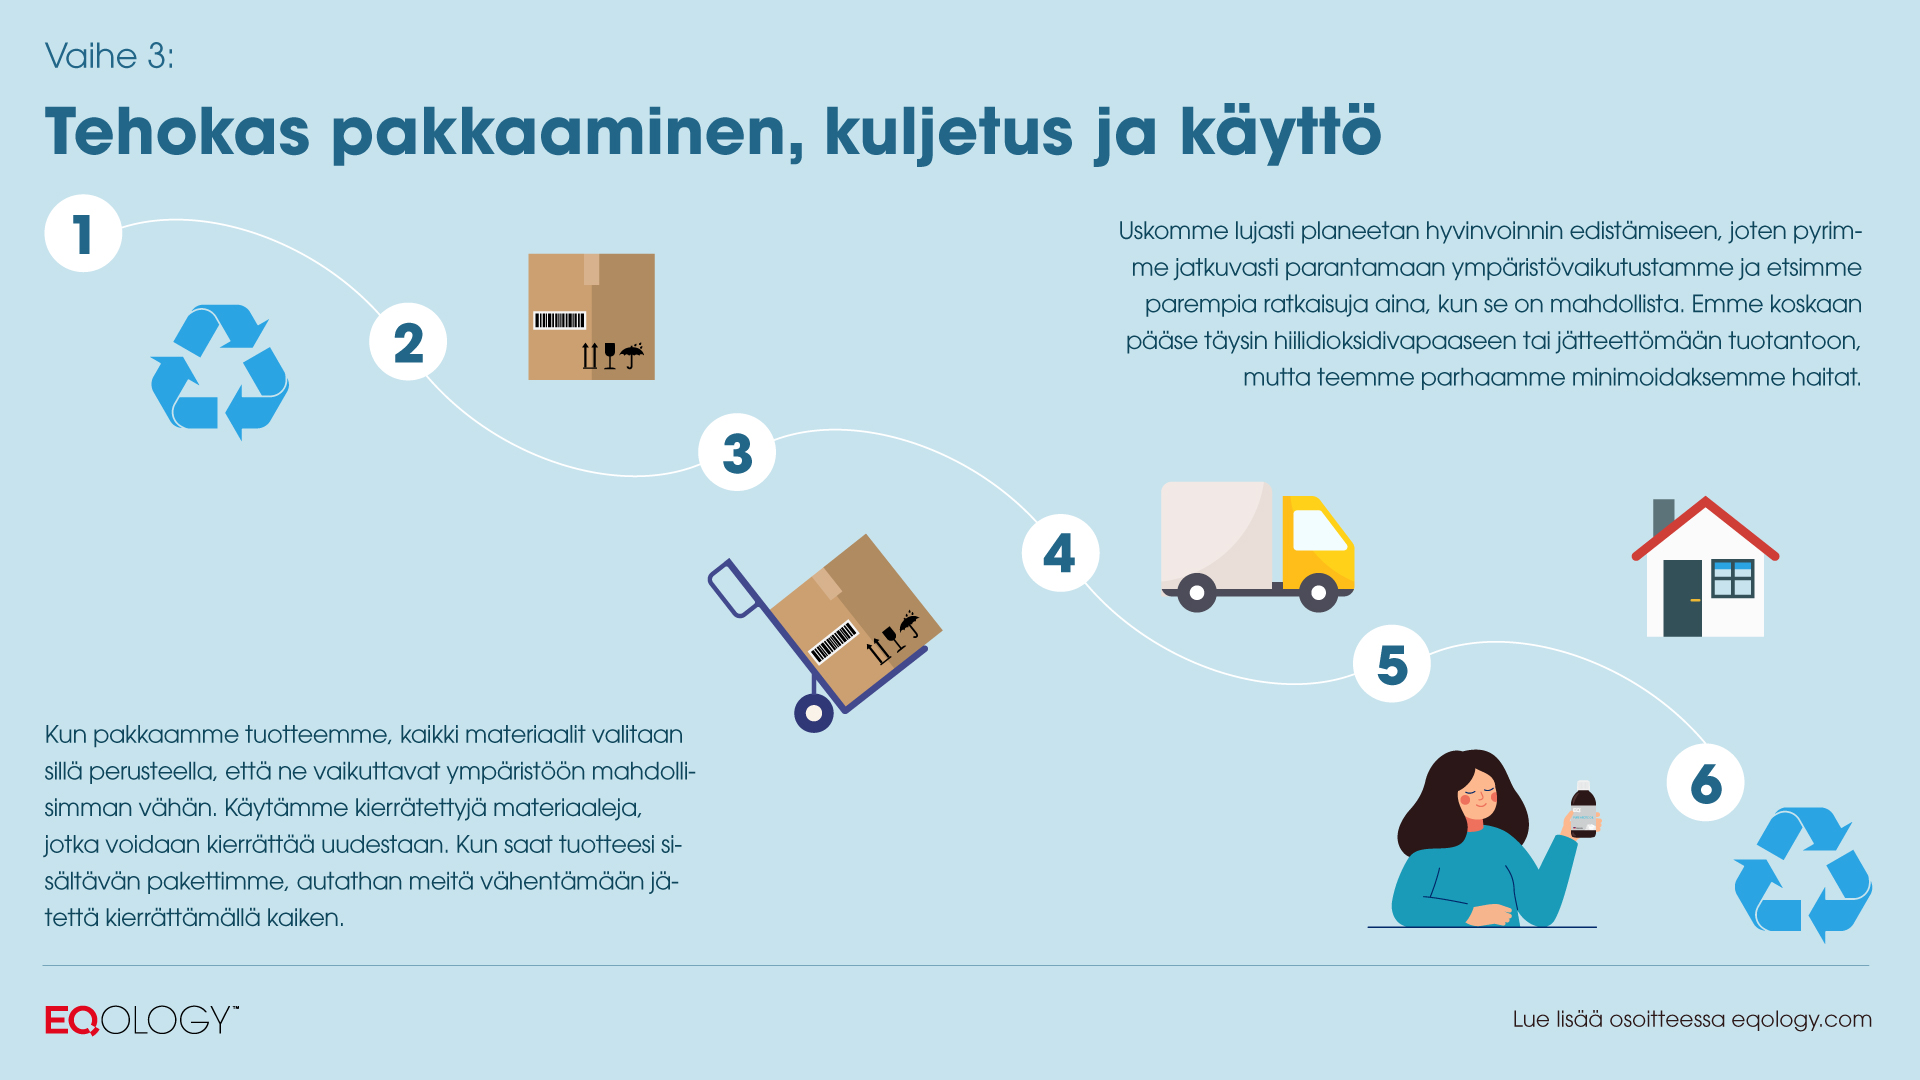 Vaihe 3:
Tehokas pakkaaminen, kuljetus ja käyttö
1
2
3
4
5
6
Uskomme lujasti planeetan hyvinvoinnin edistämiseen, joten pyrim-
me jatkuvasti parantamaan ympäristövaikutustamme ja etsimme
parempia ratkaisuja aina, kun se on mahdollista. Emme koskaan
pääse täysin hiilidioksidivapaaseen tai jätteettömään tuotantoon,
mutta teemme parhaamme minimoidaksemme haitat.
Kun pakkaamme tuotteemme, kaikki materiaalit valitaan
sillä perusteella, että ne vaikuttavat ympäristöön mahdolli-
simman vähän. Käytämme kierrätettyjä materiaaleja,
jotka voidaan kierrättää uudestaan. Kun saat tuotteesi si-
sältävän pakettimme, autathan meitä vähentämään jä-
tettä kierrättämällä kaiken.
EQOLOGY™
Lue lisää osoitteessa eqology.com